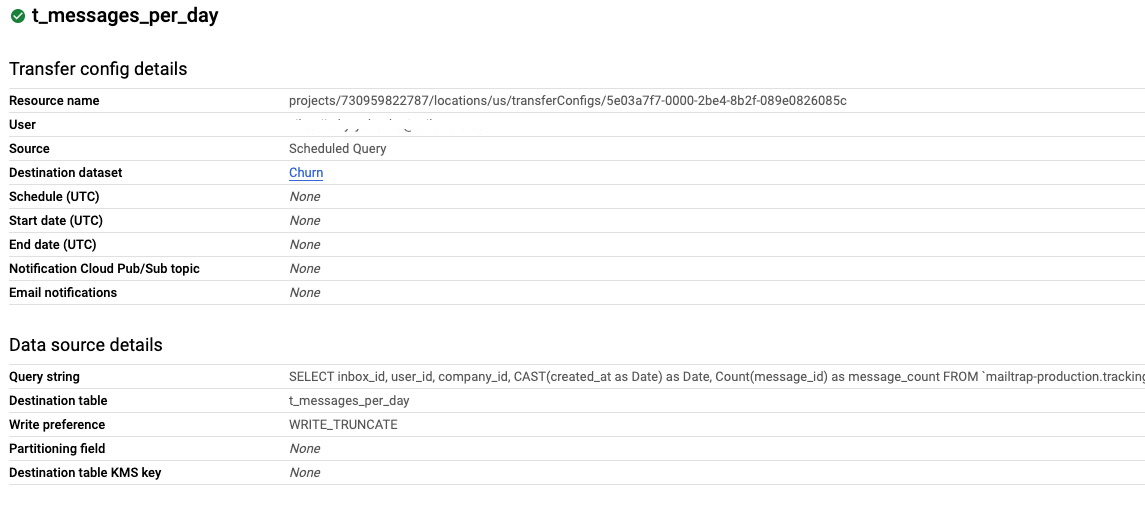 t_messages_per_day
Transfer config details
Resource name projects/730959822787/locations/us/transferConfigs/5e03a7f7-0000-2be4-8b2f-089e0826085c
User
Source Scheduled Query
Destination dataset Churn
Schedule (UTC) None
Start date (UTC) None
End date (UTC) None
Notification Cloud Pub/Sub topic None
Email notifications None
Data source details
Query string SELECT inbox_id, user_id, company_id, CAST(created_at as Date) as Date, Count(message_id) as message_count FROM `mailtrap-production.tracking
Destination table t_messages_per_day
Write preference WRITE_TRUNCATE
Partitioning field None
Destination table KMS key None